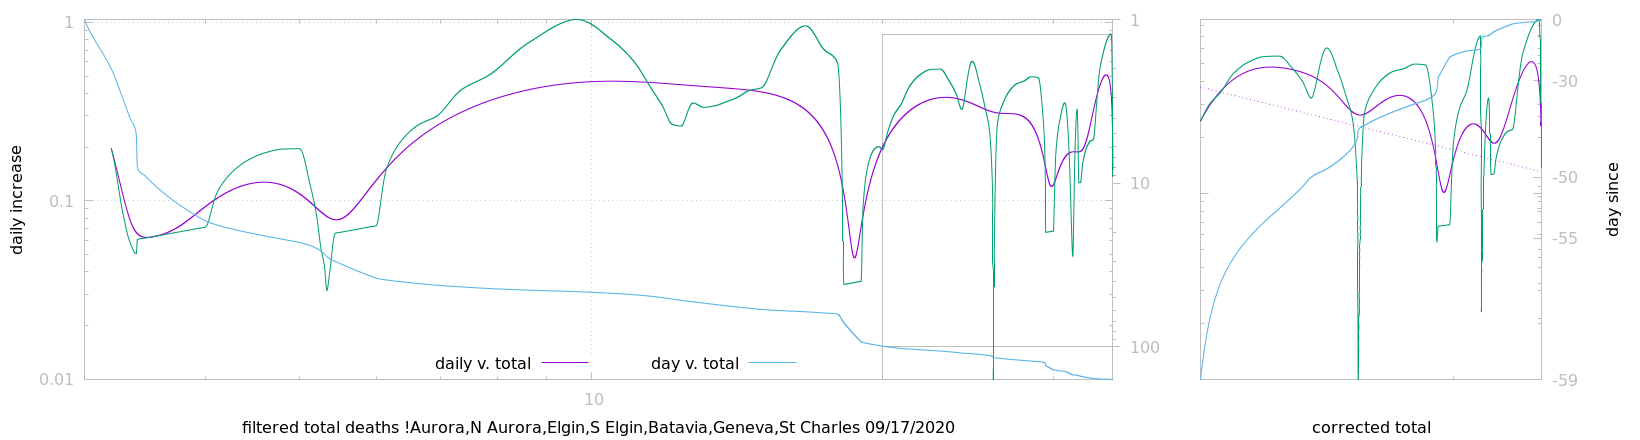 1
0.1
0.01
daily increase
daily v. total
day v. total
10
filtered total deaths !Aurora,N Aurora,Elgin,S Elgin,Batavia,Geneva,St Charles 09/17/2020
1
10
100
0
-30
-50
-55
-59
day since
corrected total